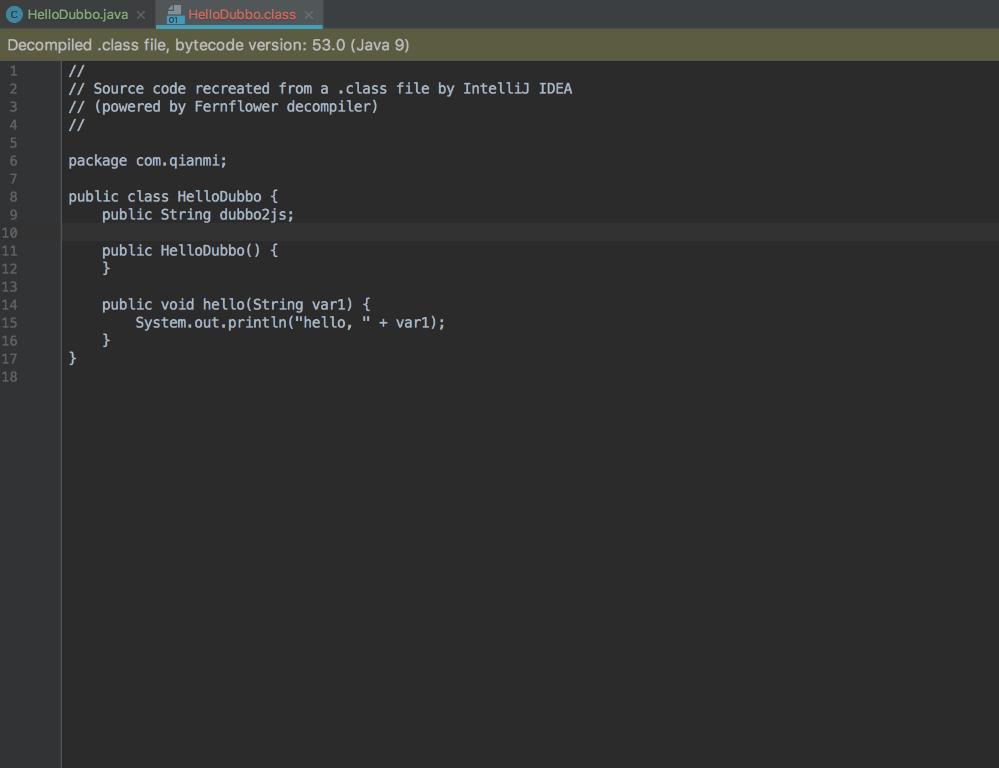 HelloDubbo.java
HelloDubbo.class
Decompiled .class file, bytecode version: 53.0 (Java 9)
1 //
2 // Source code recreated from a .class file by IntelliJ IDEA
3 // (powered by Fernflower decompiler)
4 //
5
6 package com.qianmi;
7
8 public class HelloDubbo {
9     public String dubbo2js;
10
11     public HelloDubbo() {
12     }
13
14     public void hello(String var1) {
15         System.out.println("hello, " + var1);
16     }
17 }
18